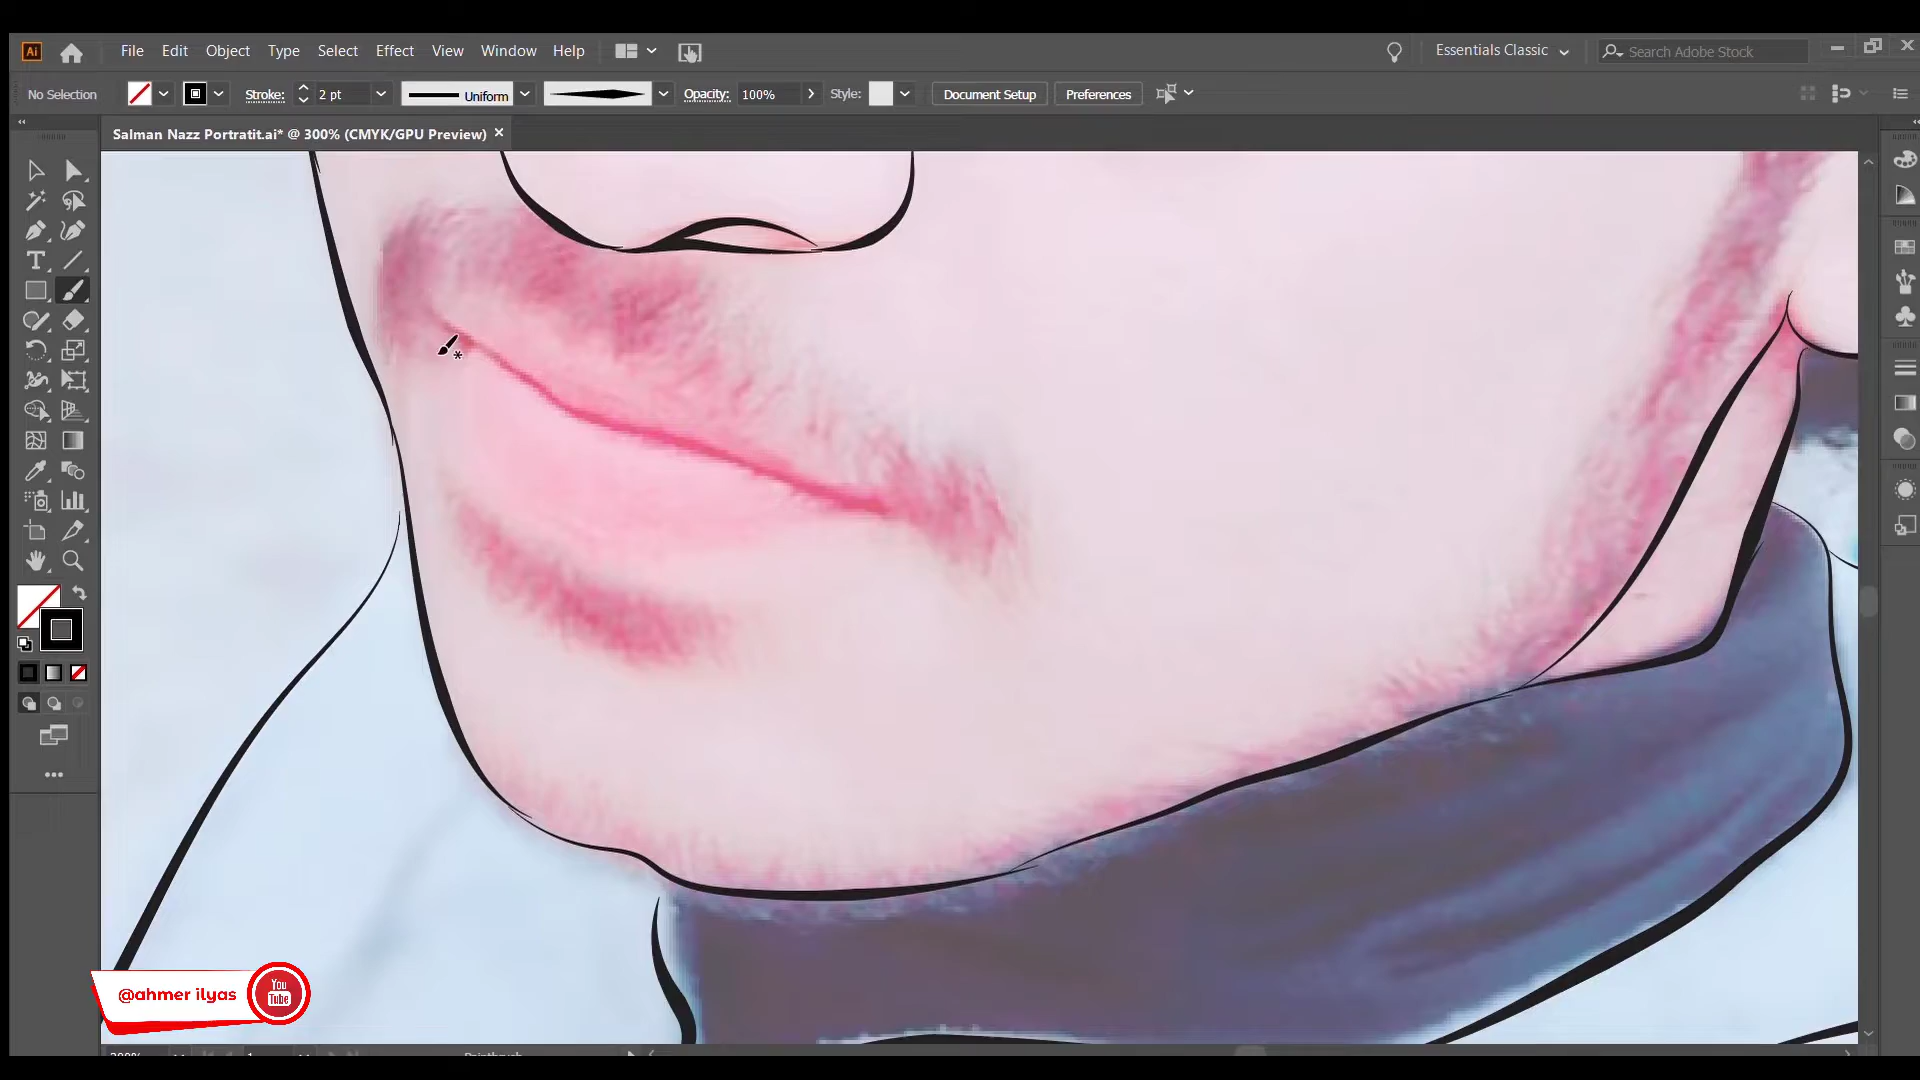 Ai File Edit Object Type Select Effect View Window Help Essentials Classic Search Adobe Stock
No Selection Stroke: 2 pt Uniform Opacity: 100% Style: Document Setup Preferences
Salman Nazz Portratit.ai* @ 300% (CMYK/GPU Preview)
@ahmer ilyas You Tube